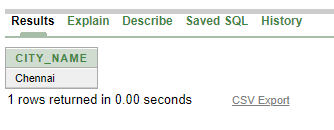 Results Explain Describe Saved SQL History
CITY_NAME
Chennai
1 rows returned in 0.00 seconds CSV Export